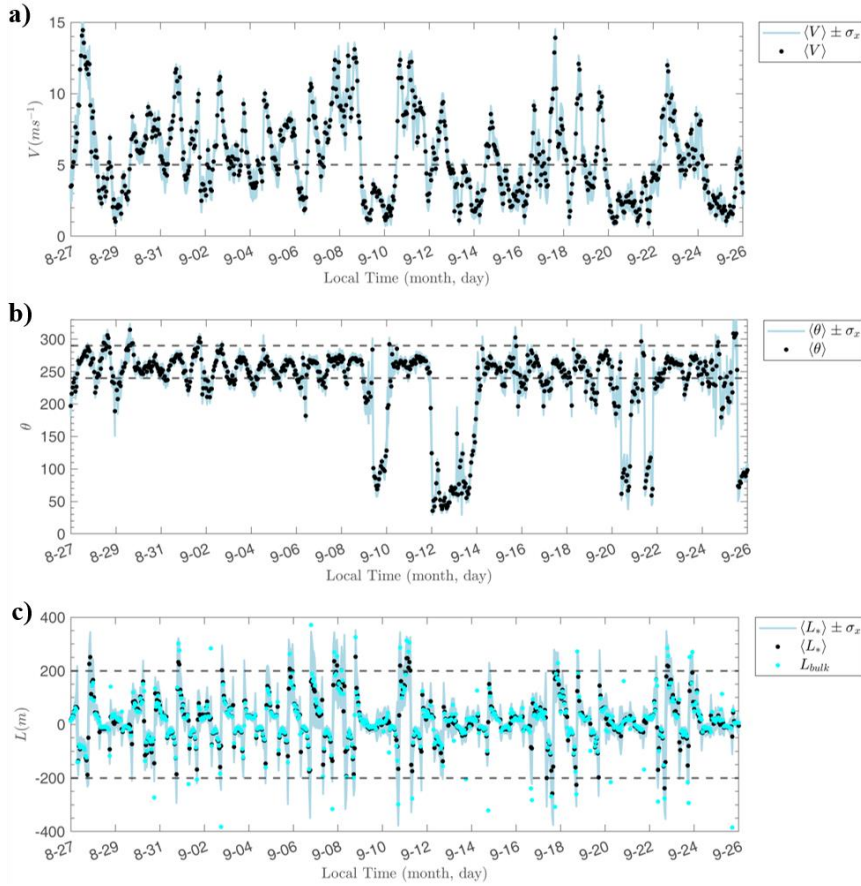 a)
15
10
5
0
V(ms⁻¹)
8-27 8-29 8-31 9-02 9-04 9-06 9-08 9-10 9-12 9-14 9-16 9-18 9-20 9-22 9-24 9-26
Local Time (month, day)
⟨V⟩ ± σₓ
⟨V⟩
b)
300
250
200
150
100
50
0
θ
8-27 8-29 8-31 9-02 9-04 9-06 9-08 9-10 9-12 9-14 9-16 9-18 9-20 9-22 9-24 9-26
Local Time (month, day)
⟨θ⟩ ± σₓ
⟨θ⟩
c)
400
200
0
-200
-400
L(m)
8-27 8-29 8-31 9-02 9-04 9-06 9-08 9-10 9-12 9-14 9-16 9-18 9-20 9-22 9-24 9-26
Local Time (month, day)
⟨L*⟩ ± σₓ
⟨L*⟩
L_bulk